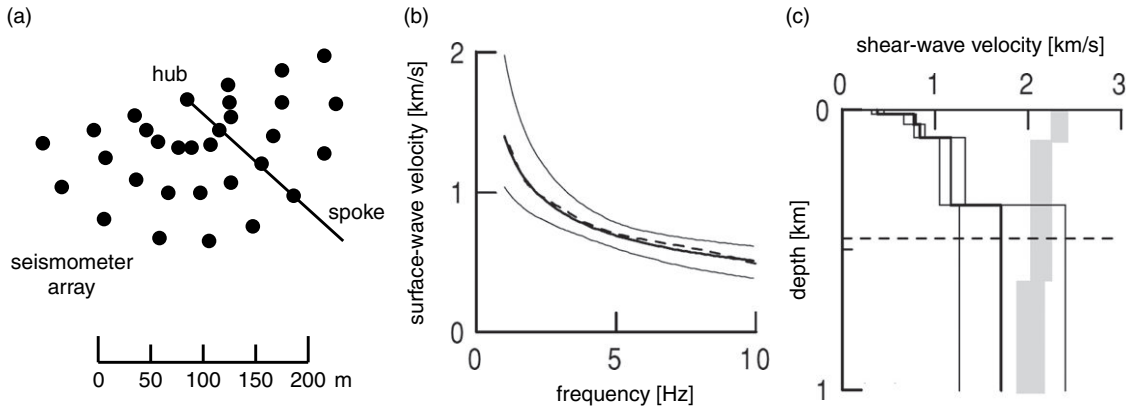 (a)
hub
spoke
seismometer
array
0 50 100 150 200 m
(b)
surface-wave velocity [km/s]
2
1
0
0 5 10
frequency [Hz]
(c)
shear-wave velocity [km/s]
0 1 2 3
depth [km]
0
1